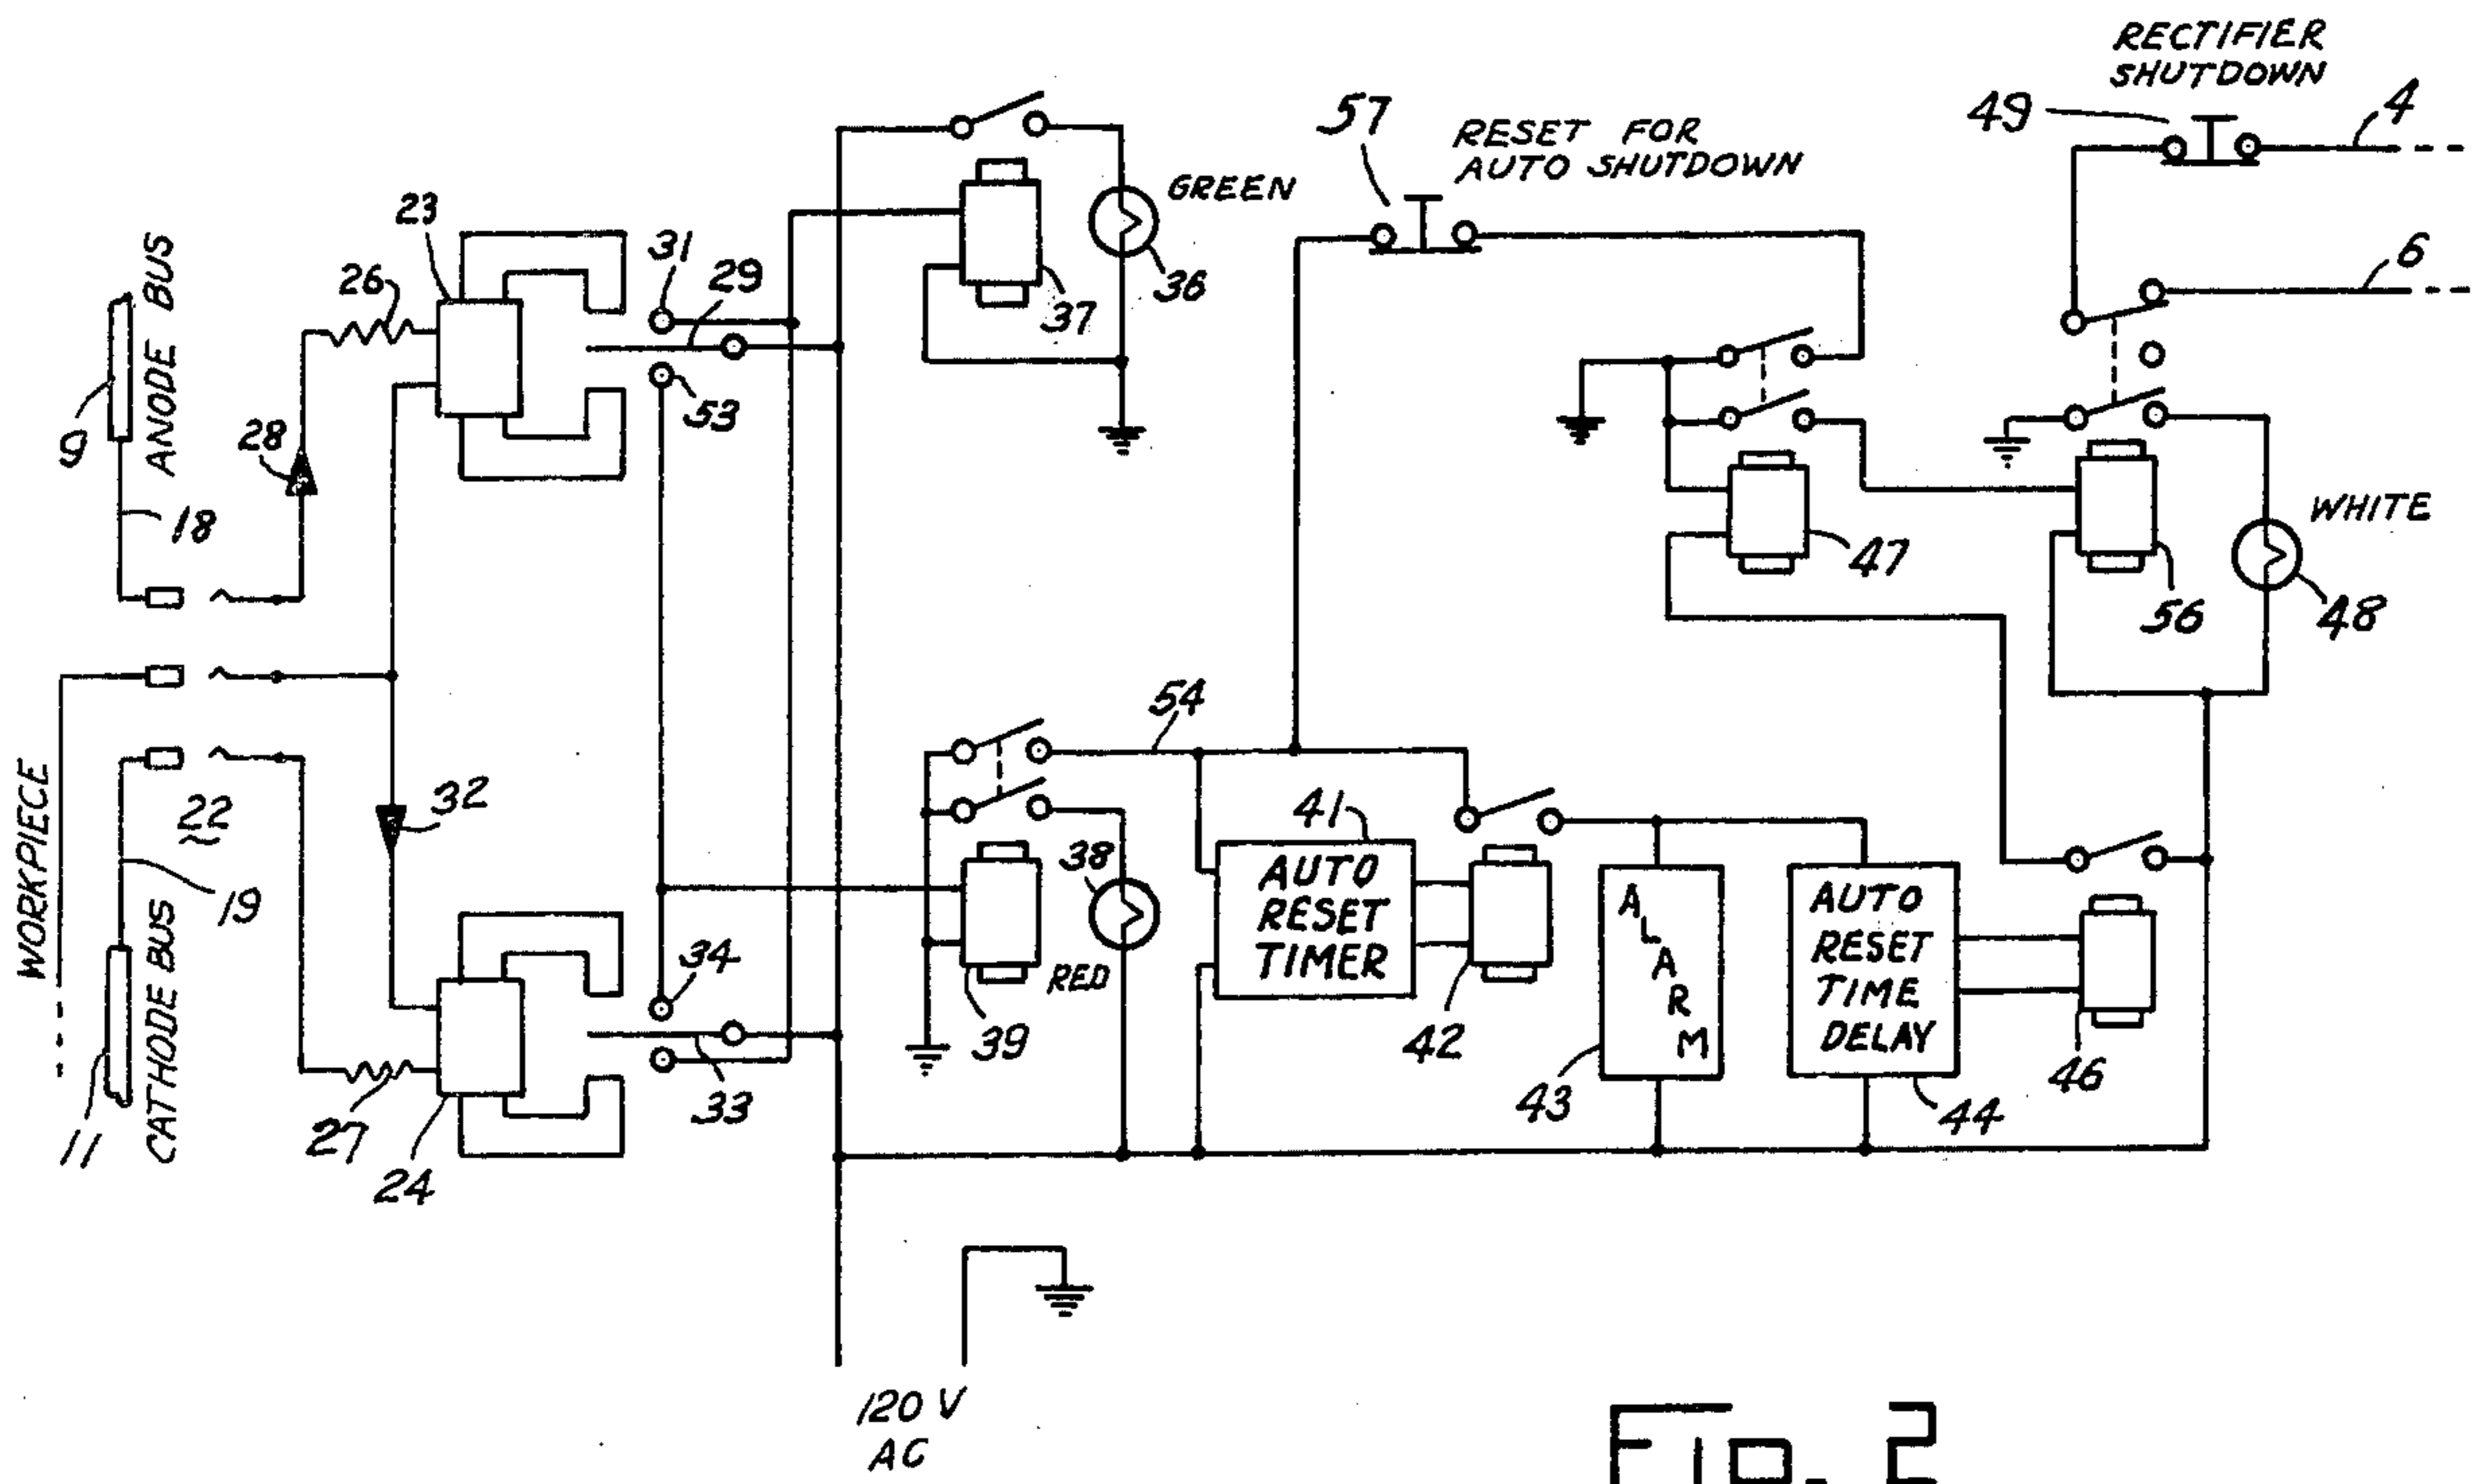 RECTIFIER
SHUTDOWN
49
4
57
RESET FOR
AUTO SHUTDOWN
GREEN
36
37
6
23
26
31
29
53
ANODE BUS
9
28
18
47
56
WHITE
48
54
WORKPIECE
22
32
19
CATHODE BUS
11
27
24
34
33
38
RED
39
41
AUTO
RESET
TIMER
42
ALARM
43
AUTO
RESET
TIME
DELAY
44
46
120 V
AC
FIG. 2